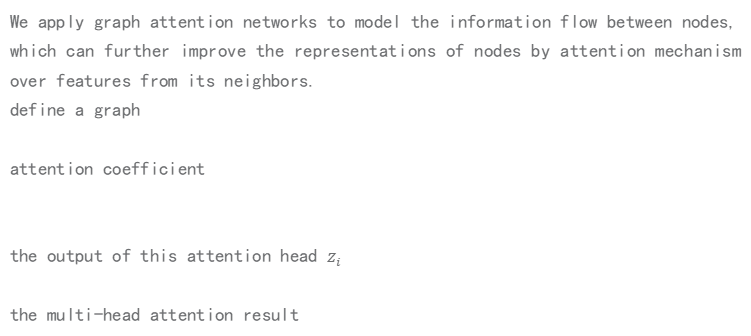 We apply graph attention networks to model the information flow between nodes,
which can further improve the representations of nodes by attention mechanism
over features from its neighbors.
define a graph
attention coefficient
the output of this attention head z_i
the multi-head attention result